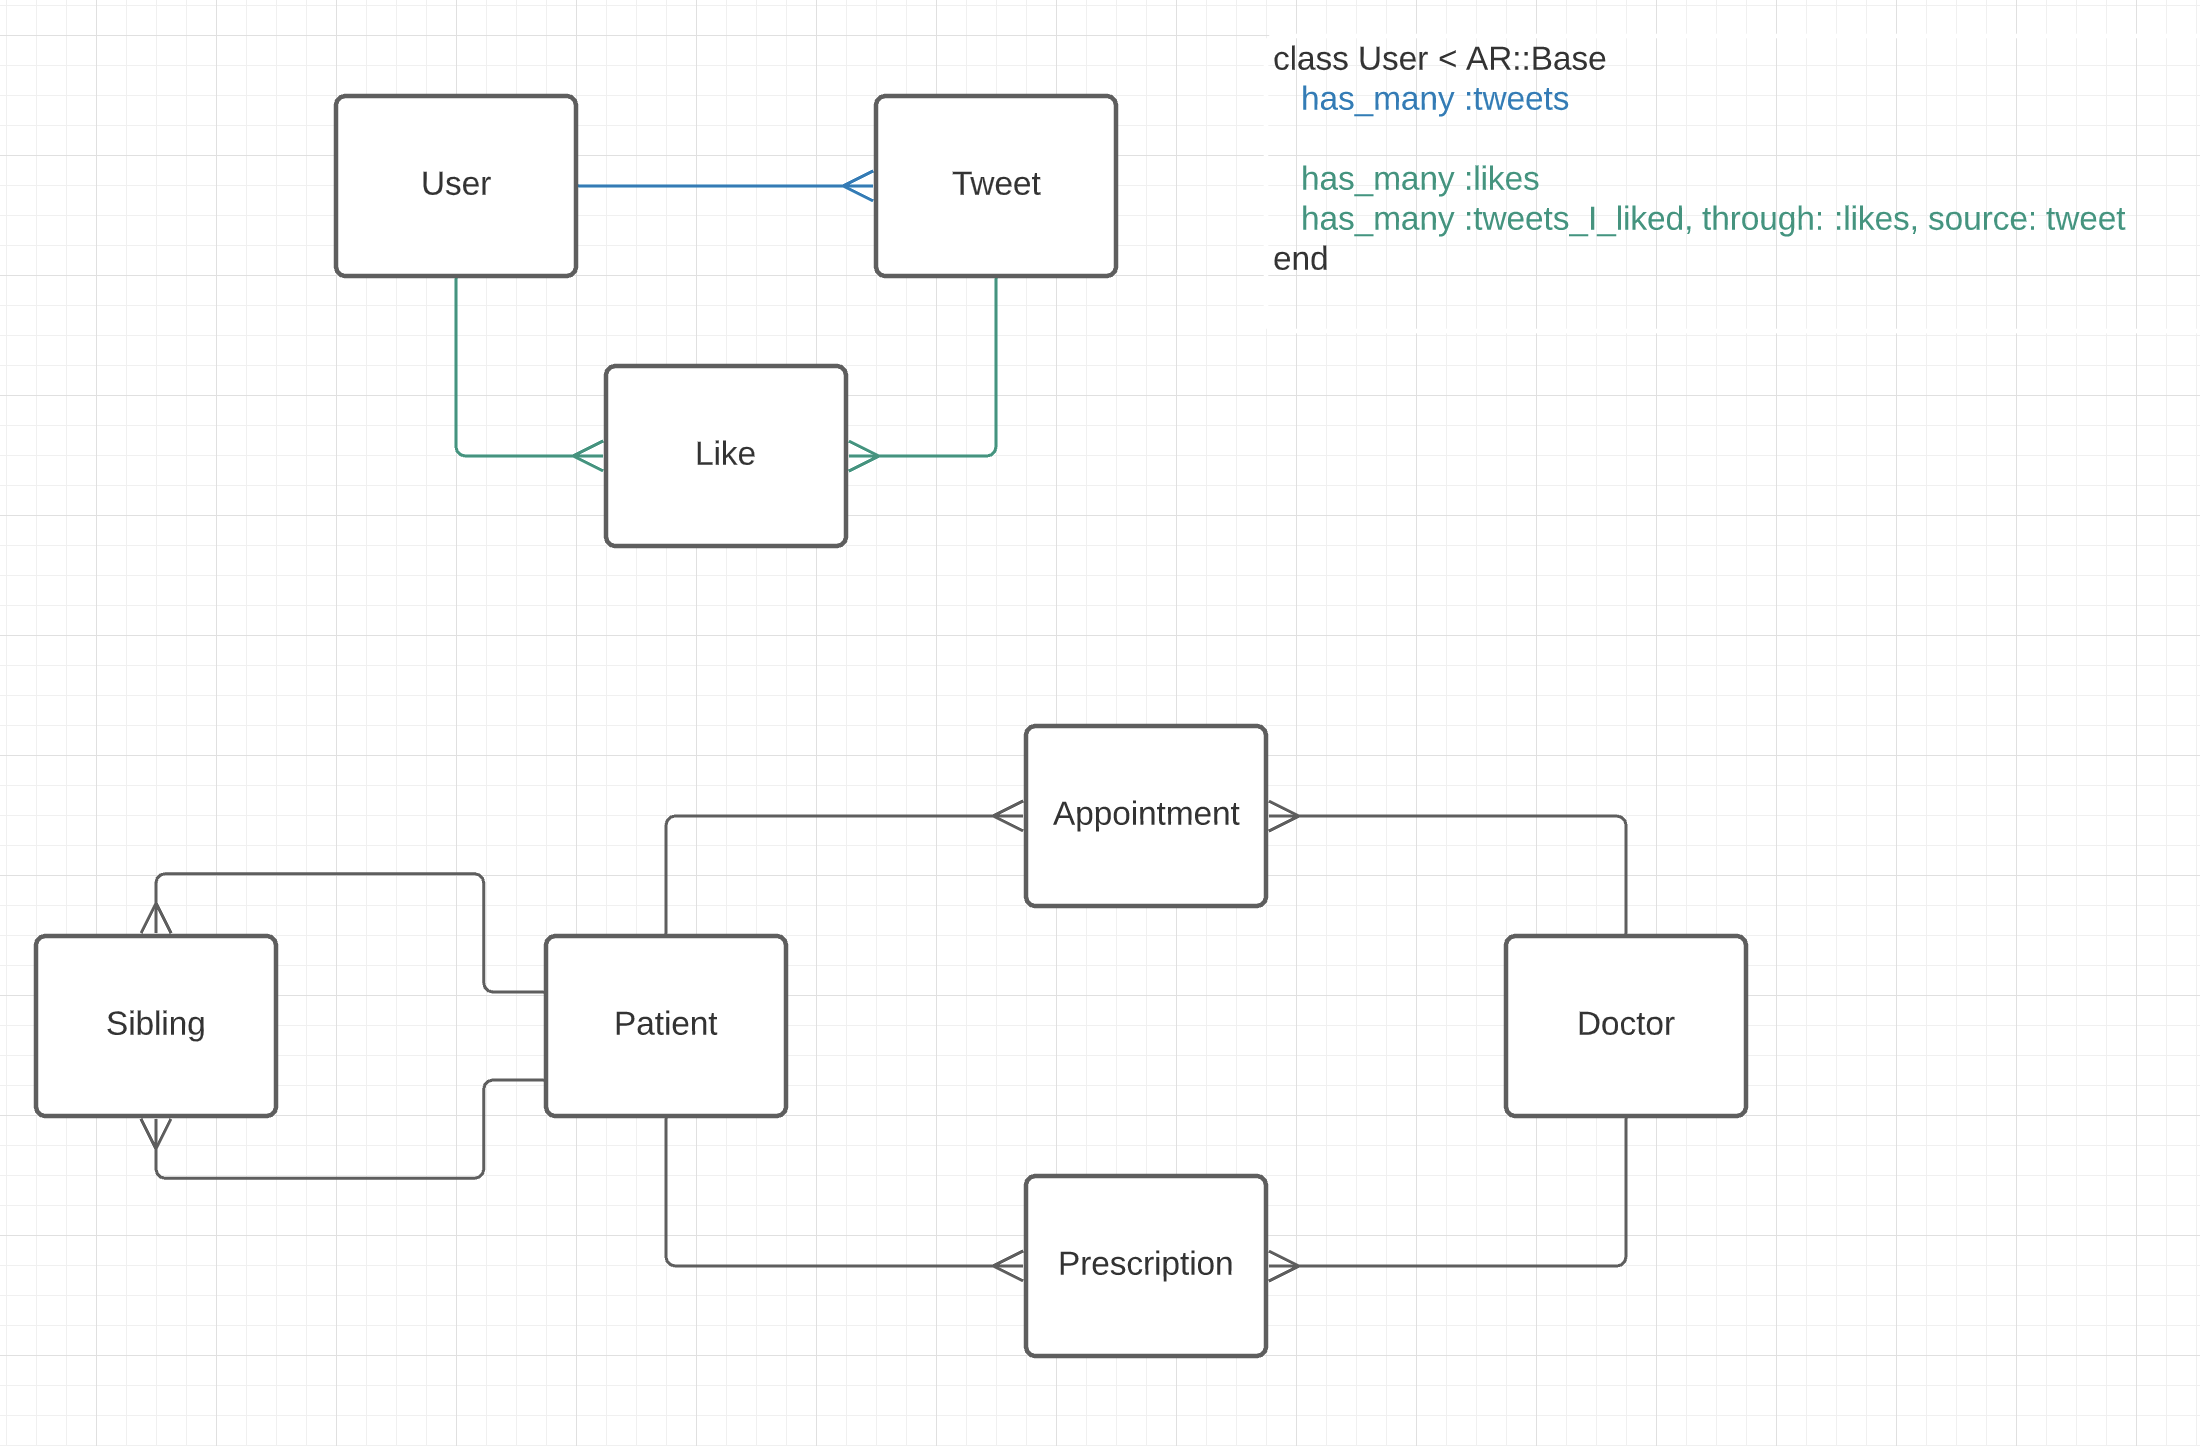 class User < AR::Base
has_many :tweets
has_many :likes
has_many :tweets_I_liked, through: :likes, source: tweet
end
User
Tweet
Like
Appointment
Sibling
Patient
Doctor
Prescription